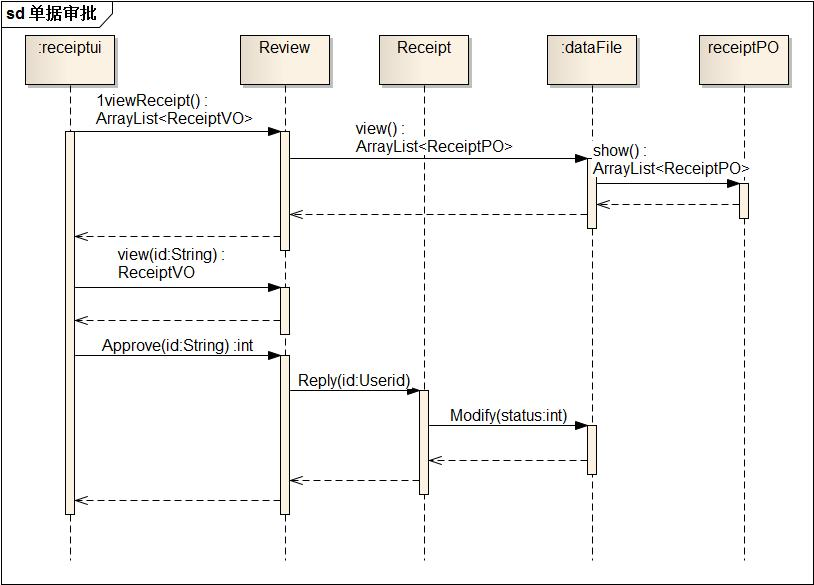 sd 单据审批
:receiptui
Review
Receipt
:dataFile
receiptPO
1viewReceipt() :
ArrayList<ReceiptVO>
view() :
ArrayList<ReceiptPO>
show() :
ArrayList<ReceiptPO>
view(id:String) :
ReceiptVO
Approve(id:String) :int
Reply(id:Userid)
Modify(status:int)